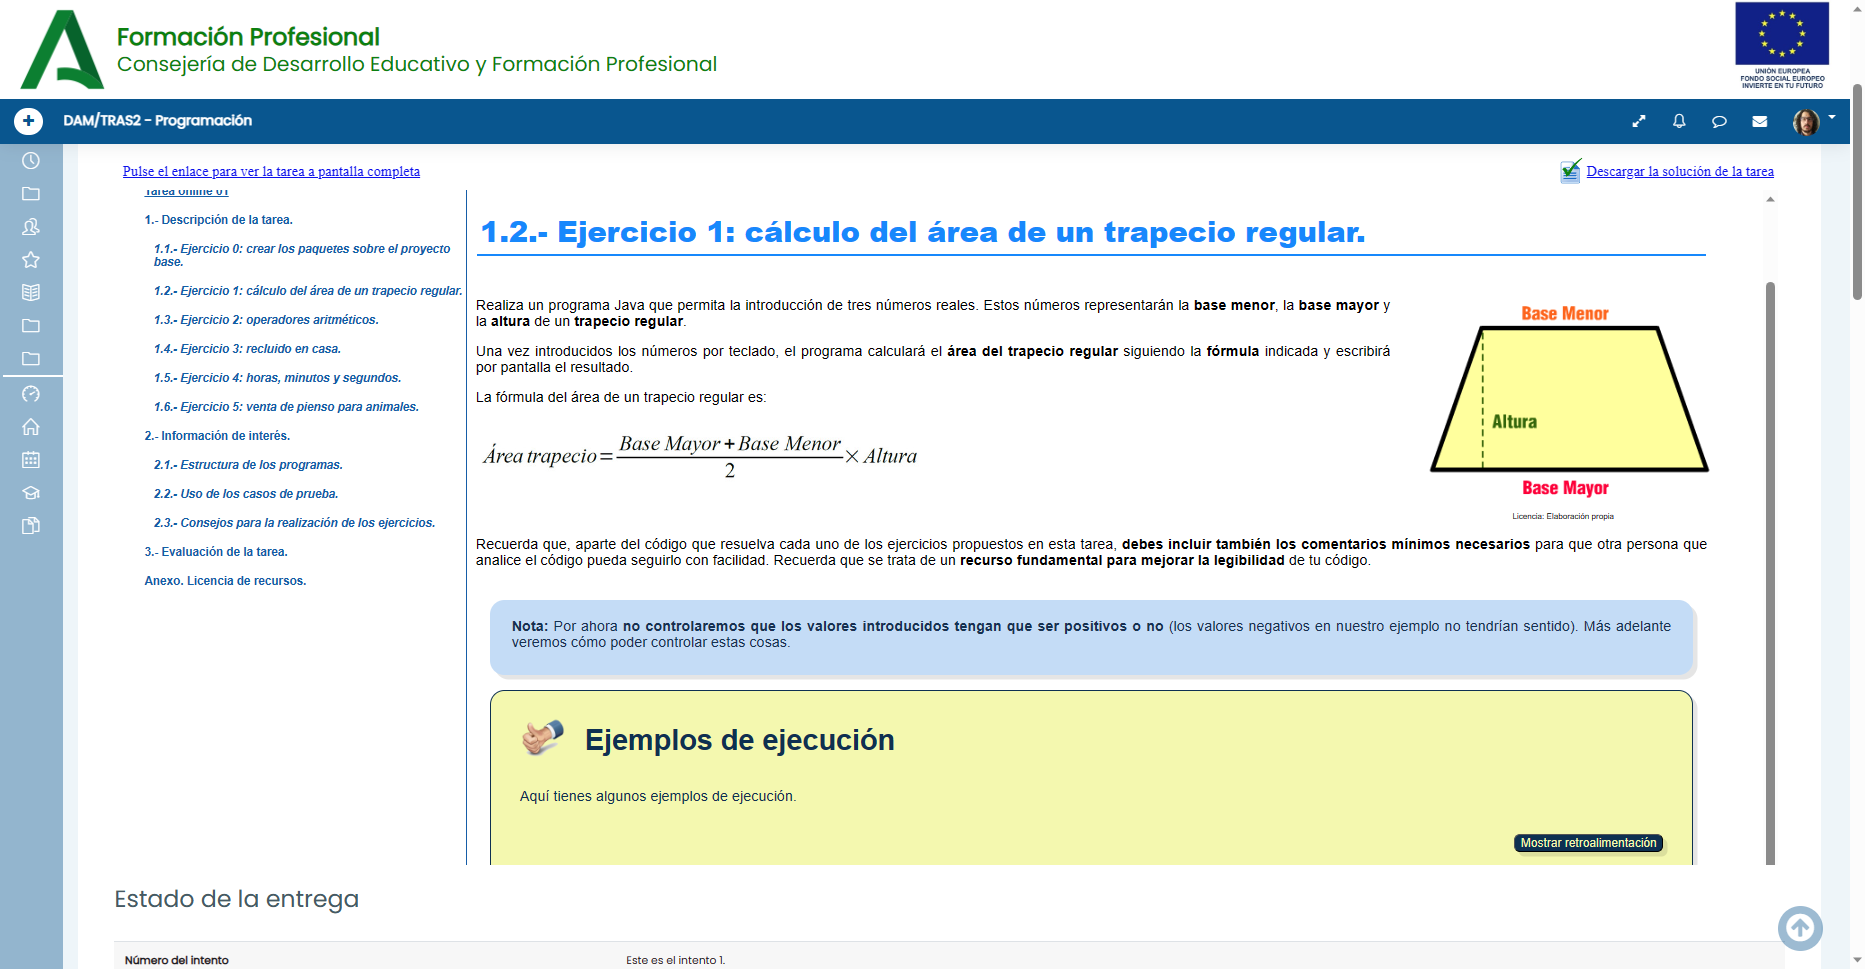 Formación Profesional
Consejería de Desarrollo Educativo y Formación Profesional
UNIÓN EUROPEA
FONDO SOCIAL EUROPEO
INVIERTE EN TU FUTURO
DAM/TRAS2 - Programación
Pulse el enlace para ver la tarea a pantalla completa
Descargar la solución de la tarea
Tarea online 01
1.- Descripción de la tarea.
1.1.- Ejercicio 0: crear los paquetes sobre el proyecto
base.
1.2.- Ejercicio 1: cálculo del área de un trapecio regular.
1.3.- Ejercicio 2: operadores aritméticos.
1.4.- Ejercicio 3: recluido en casa.
1.5.- Ejercicio 4: horas, minutos y segundos.
1.6.- Ejercicio 5: venta de pienso para animales.
2.- Información de interés.
2.1.- Estructura de los programas.
2.2.- Uso de los casos de prueba.
2.3.- Consejos para la realización de los ejercicios.
3.- Evaluación de la tarea.
Anexo. Licencia de recursos.
1.2.- Ejercicio 1: cálculo del área de un trapecio regular.
Realiza un programa Java que permita la introducción de tres números reales. Estos números representarán la base menor, la base mayor y
la altura de un trapecio regular.
Una vez introducidos los números por teclado, el programa calculará el área del trapecio regular siguiendo la fórmula indicada y escribirá
por pantalla el resultado.
La fórmula del área de un trapecio regular es:
Área trapecio = Base Mayor + Base Menor / 2 × Altura
Base Menor
Altura
Base Mayor
Licencia: Elaboración propia
Recuerda que, aparte del código que resuelva cada uno de los ejercicios propuestos en esta tarea, debes incluir también los comentarios mínimos necesarios para que otra persona que
analice el código pueda seguirlo con facilidad. Recuerda que se trata de un recurso fundamental para mejorar la legibilidad de tu código.
Nota: Por ahora no controlaremos que los valores introducidos tengan que ser positivos o no (los valores negativos en nuestro ejemplo no tendrían sentido). Más adelante
veremos cómo poder controlar estas cosas.
Ejemplos de ejecución
Aquí tienes algunos ejemplos de ejecución.
Mostrar retroalimentación
Estado de la entrega
Número del intento
Este es el intento 1.